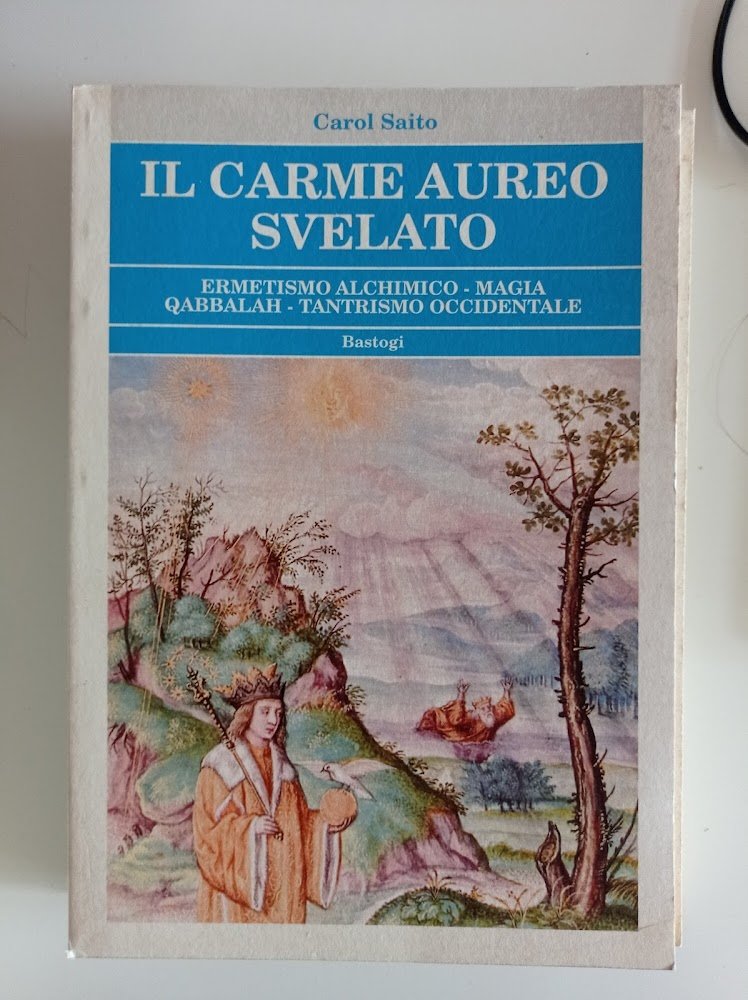 Carol Saito
IL CARME AUREO
SVELATO
ERMETISMO ALCHIMICO - MAGIA
QABBALAH - TANTRISMO OCCIDENTALE
Bastogi